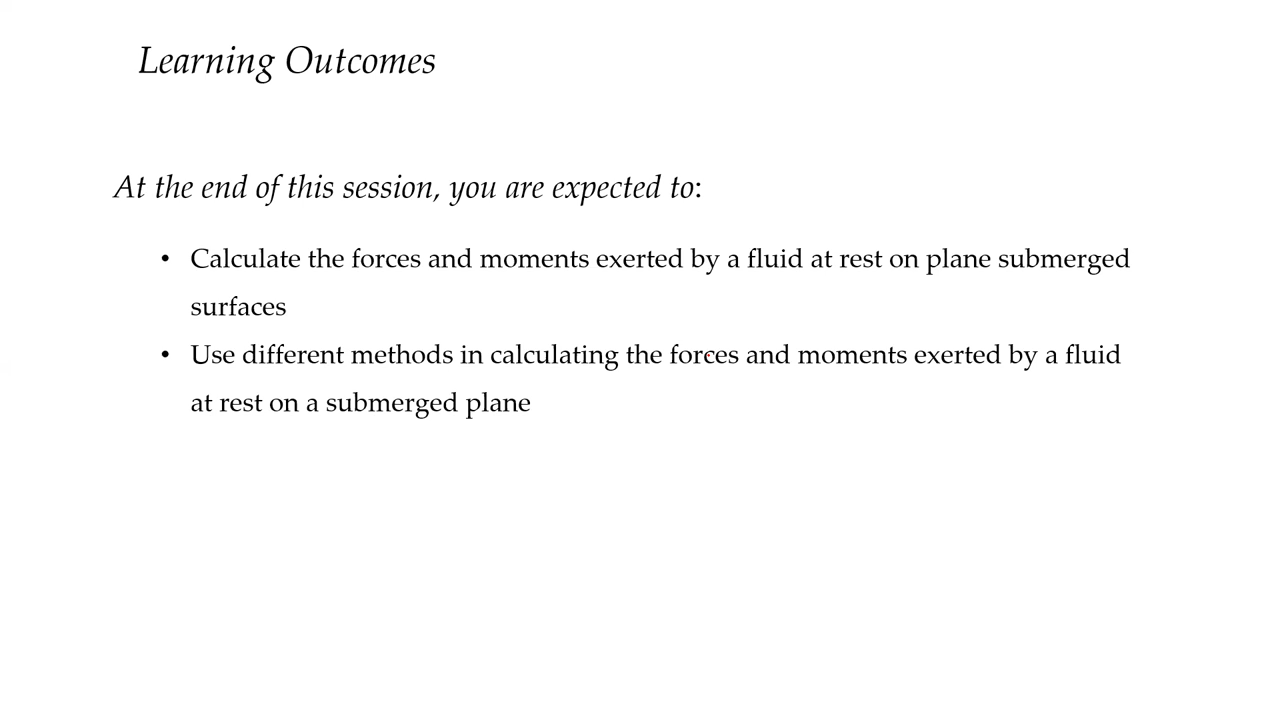 Learning Outcomes
At the end of this session, you are expected to:
• Calculate the forces and moments exerted by a fluid at rest on plane submerged
surfaces
• Use different methods in calculating the forces and moments exerted by a fluid
at rest on a submerged plane